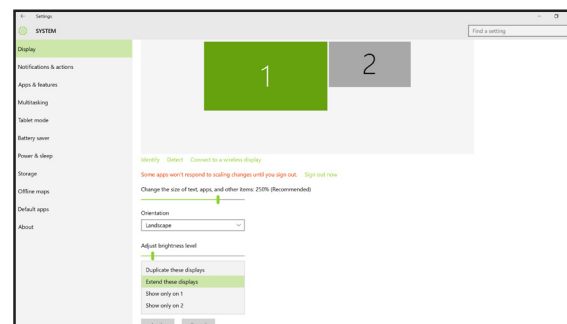 Settings
SYSTEM
Find a setting
Display
Notifications & actions
Apps & features
Multitasking
Tablet mode
Battery saver
Power & sleep
Storage
Offline maps
Default apps
About
1
2
Identify Detect Connect to a wireless display
Some apps won't respond to scaling changes until you sign out. Sign out now
Change the size of text, apps, and other items: 250% (Recommended)
Orientation
Landscape
Adjust brightness level
Duplicate these displays
Extend these displays
Show only on 1
Show only on 2